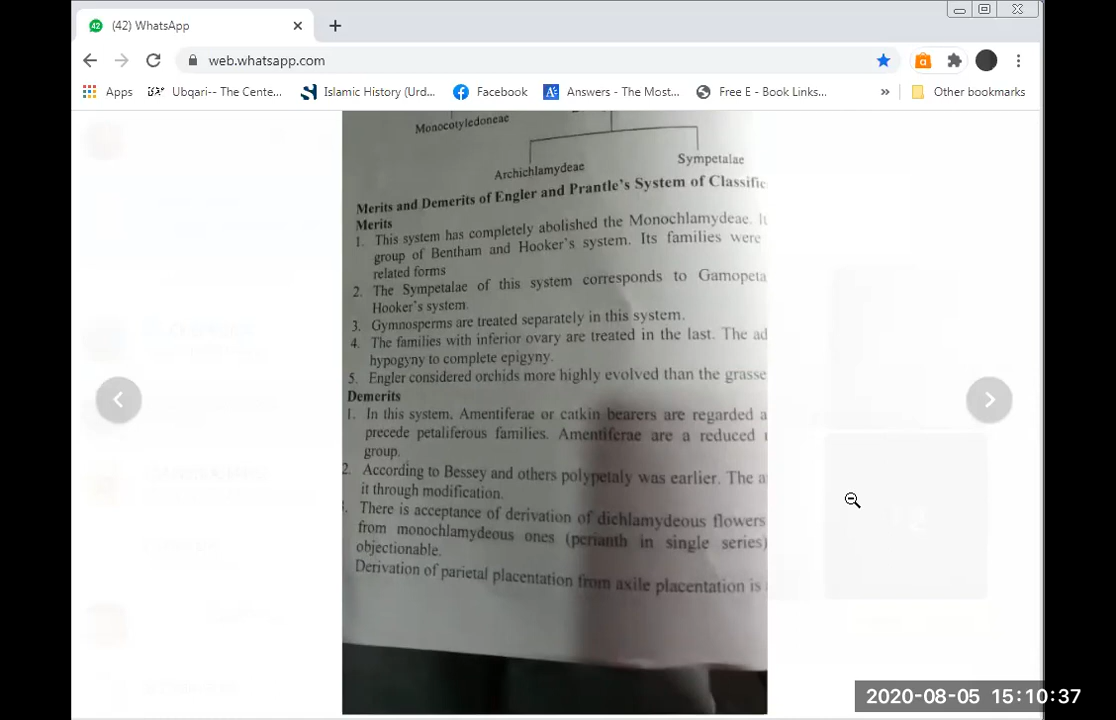 42
(42) WhatsApp
web.whatsapp.com
a
Apps
Ubqari-- The Cente...
Islamic History (Urd...
Facebook
Answers - The Most...
Free E - Book Links...
»
Other bookmarks
Monocotyledoneae
Archichlamydeae
Sympetalae
Merits and Demerits of Engler and Prantle's System of Classific
Merits
1. This system has completely abolished the Monochlamydeae. It
group of Bentham and Hooker's system. Its families were
related forms
2. The Sympetalae of this system corresponds to Gamopeta
Hooker's system.
3. Gymnosperms are treated separately in this system.
4. The families with inferior ovary are treated in the last. The ad
hypogyny to complete epigyny.
5. Engler considered orchids more highly evolved than the grasse
Demerits
1. In this system, Amentiferae or catkin bearers are regarded a
precede petaliferous families. Amentiferae are a reduced
group.
2. According to Bessey and others polypetaly was earlier. The a
it through modification.
There is acceptance of derivation of dichlamydeous flowers
from monochlamydeous ones (perianth in single series)
objectionable.
Derivation of parietal placentation from axile placentation is
2020-08-05 15:10:37